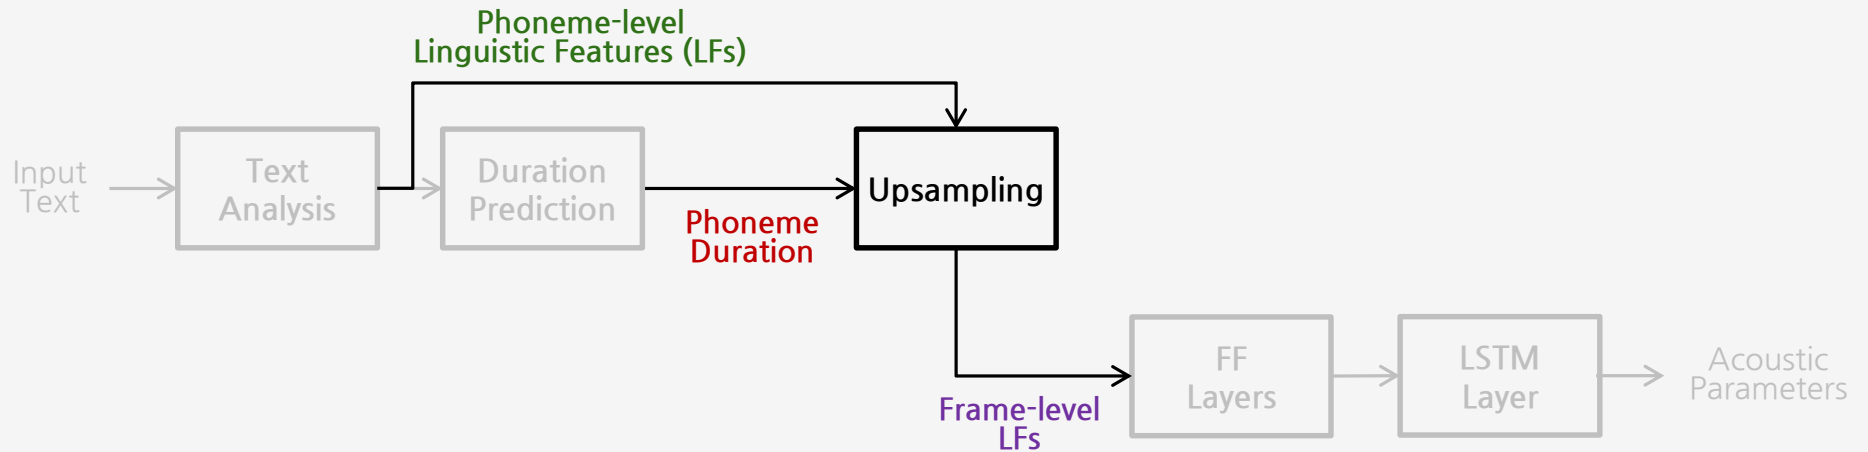 Phoneme-level
Linguistic Features (LFs)
Input
Text
Text
Analysis
Duration
Prediction
Phoneme
Duration
Upsampling
Frame-level
LFs
FF
Layers
LSTM
Layer
Acoustic
Parameters